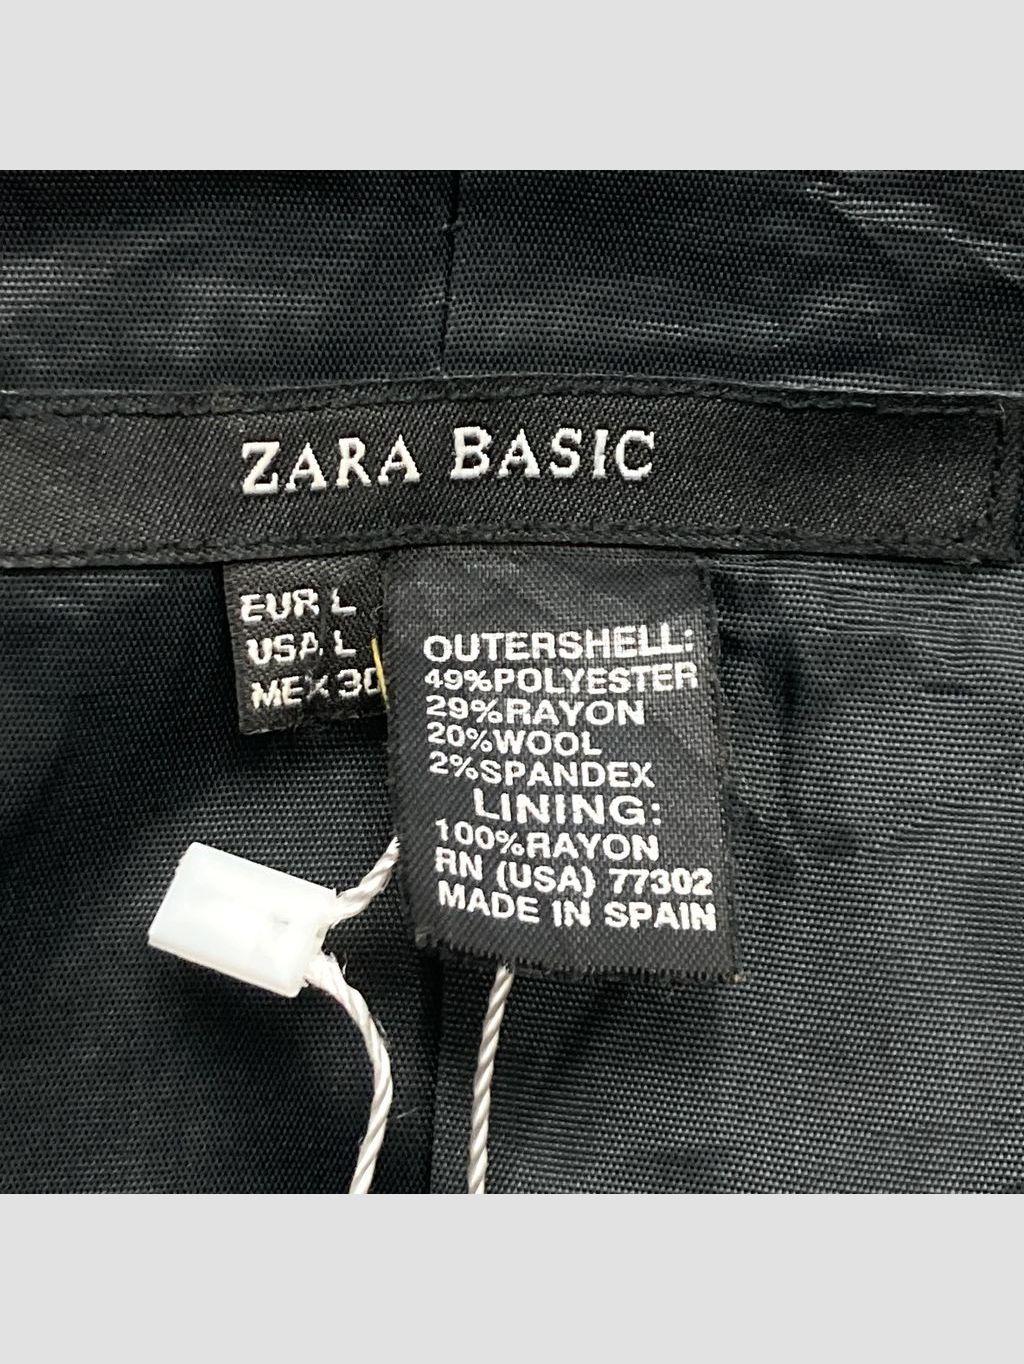 ZARA BASIC
EUR L
USA L
MEX 30
OUTERSHELL:
49%POLYESTER
29%RAYON
20%WOOL
2%SPANDEX
LINING:
100%RAYON
RN (USA) 77302
MADE IN SPAIN